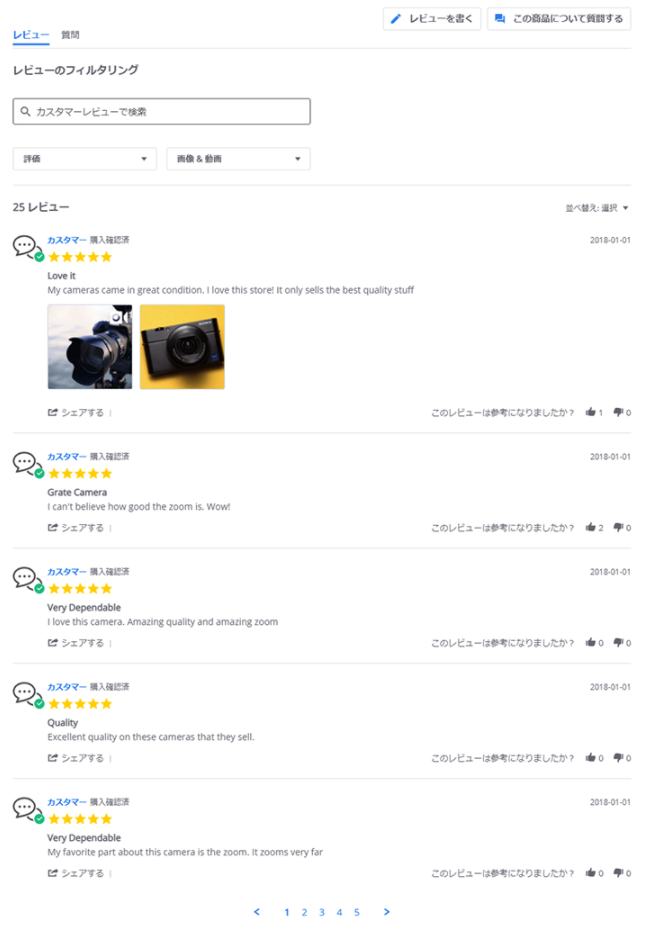 レビューを書く
この商品について質問する
レビュー 質問
レビューのフィルタリング
カスタマーレビューで検索
評価 画像 & 動画
25 レビュー
並べ替え: 選択
カスタマー 購入確認済 2018-01-01
Love it
My cameras came in great condition, I love this store! It only sells the best quality stuff
SONY
シェアする | このレビューは参考になりましたか? 1 0
カスタマー 購入確認済 2018-01-01
Grate Camera
I can't believe how good the zoom is. Wow!
シェアする | このレビューは参考になりましたか? 2 0
カスタマー 購入確認済 2018-01-01
Very Dependable
I love this camera. Amazing quality and amazing zoom
シェアする | このレビューは参考になりましたか? 0 0
カスタマー 購入確認済 2018-01-01
Quality
Excellent quality on these cameras that they sell.
シェアする | このレビューは参考になりましたか? 0 0
カスタマー 購入確認済 2018-01-01
Very Dependable
My favorite part about this camera is the zoom. It zooms very far
シェアする | このレビューは参考になりましたか? 0 0
< 1 2 3 4 5 >